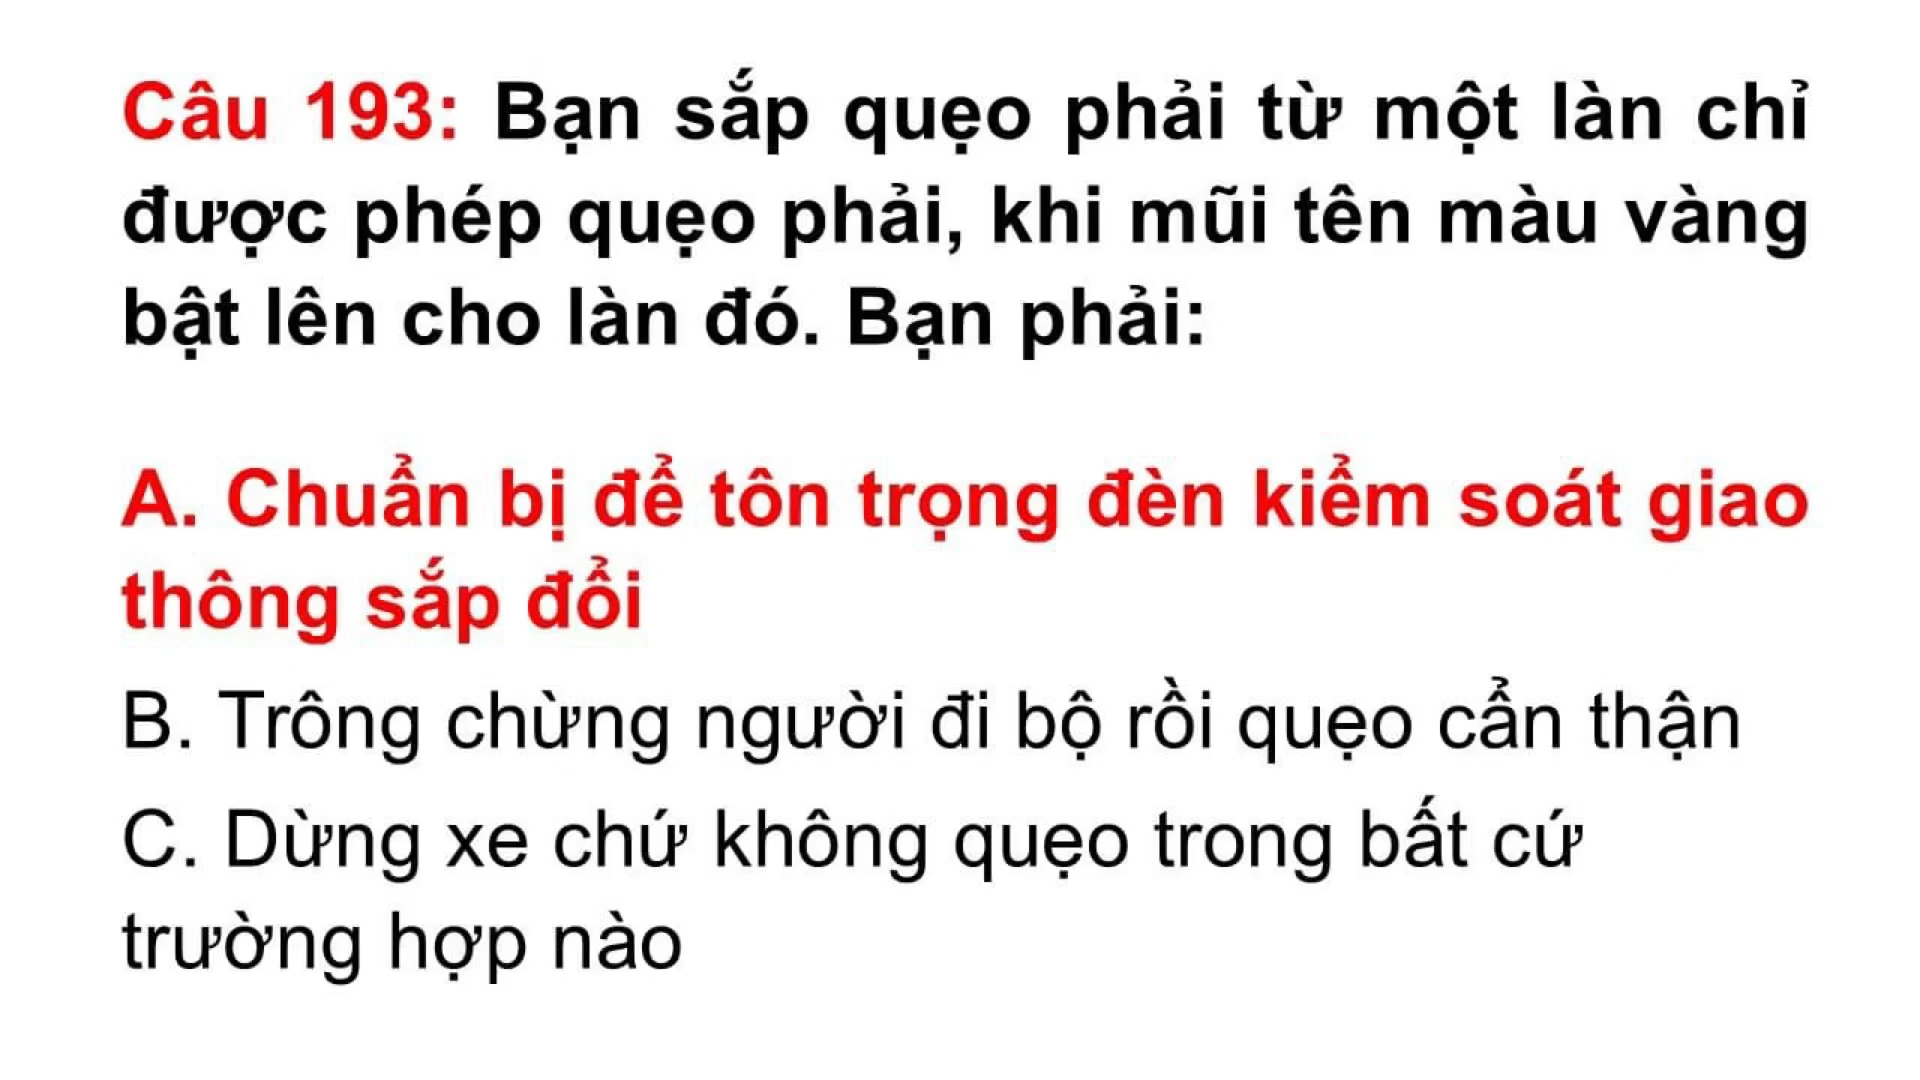 Câu 193: Bạn sắp quẹo phải từ một làn chỉ
được phép quẹo phải, khi mũi tên màu vàng
bật lên cho làn đó. Bạn phải:
A. Chuẩn bị để tôn trọng đèn kiểm soát giao
thông sắp đổi
B. Trông chừng người đi bộ rồi quẹo cẩn thận
C. Dừng xe chứ không quẹo trong bất cứ
trường hợp nào